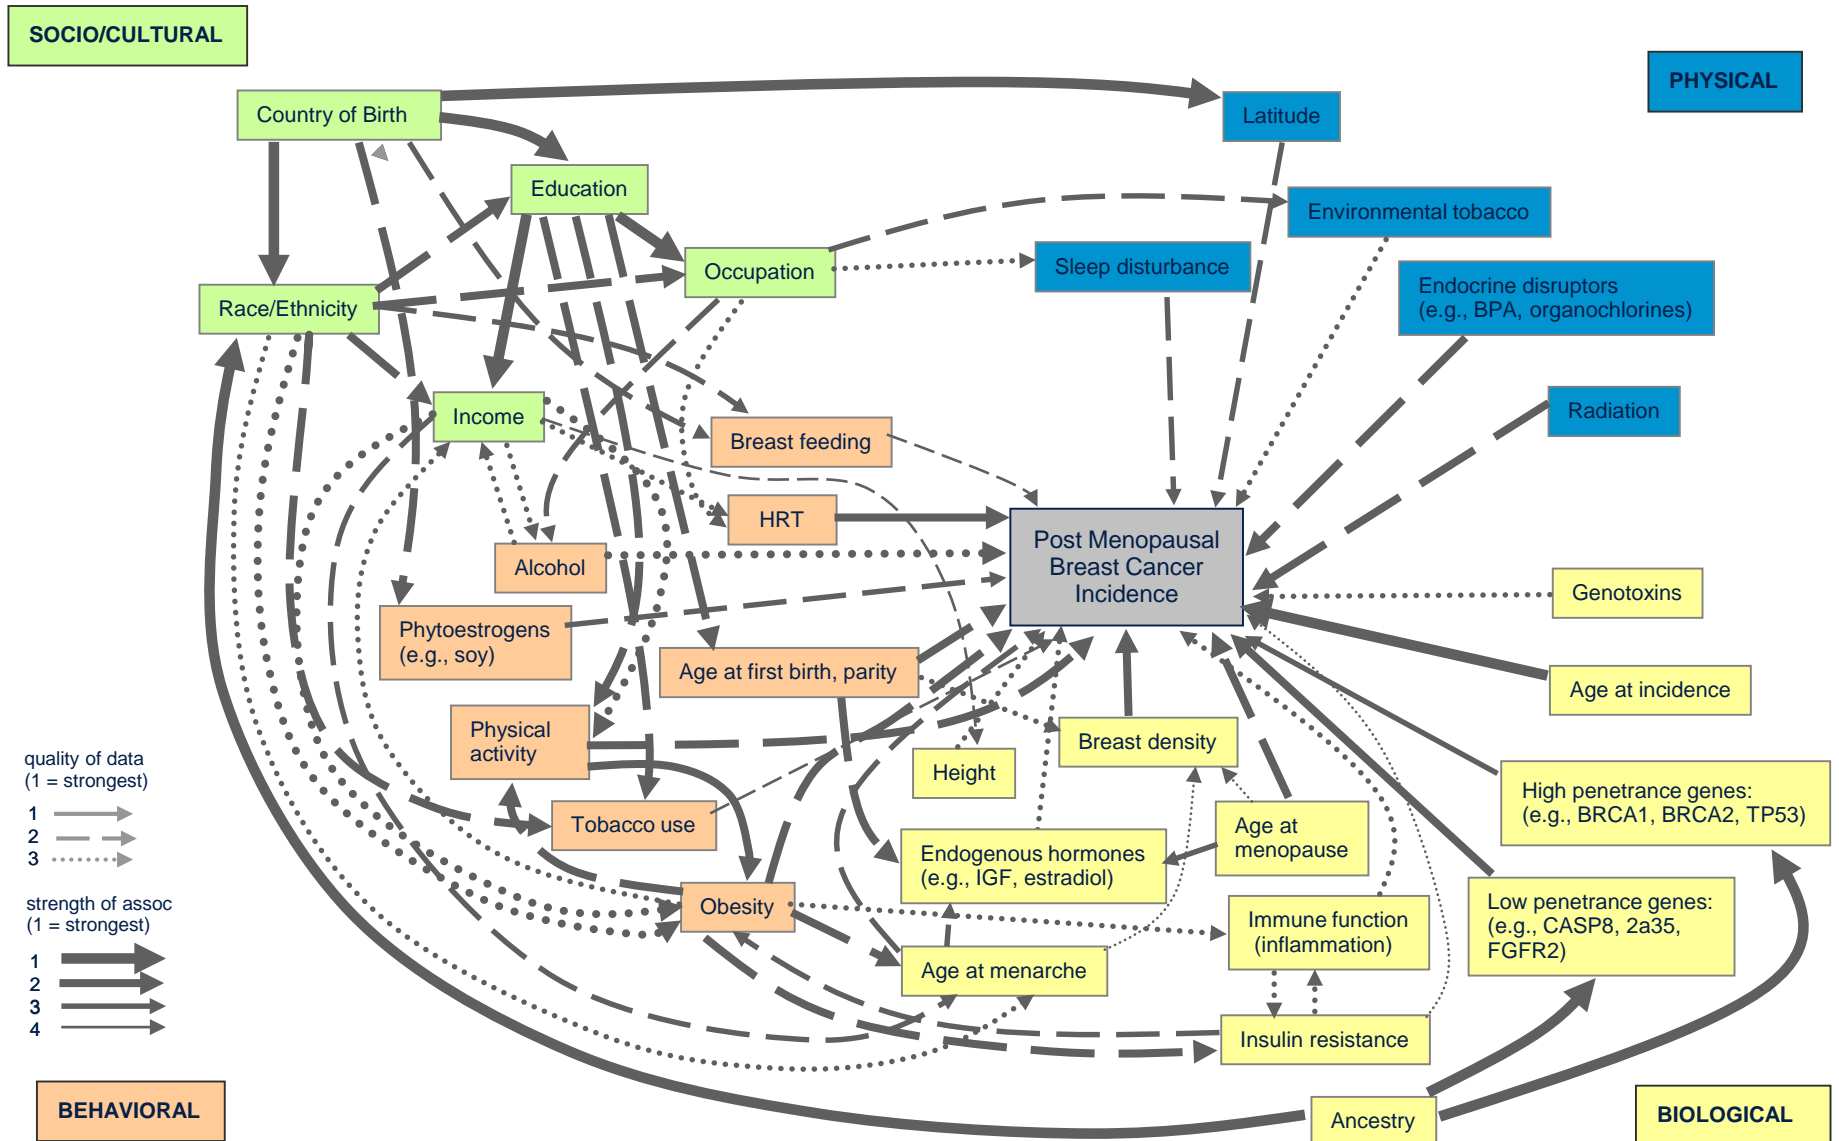 SOCIO/CULTURAL
PHYSICAL
Country of Birth
Latitude
Education
Environmental tobacco
Occupation
Sleep disturbance
Endocrine disruptors
(e.g., BPA, organochlorines)
Race/Ethnicity
Income
Radiation
Breast feeding
HRT
Post Menopausal
Breast Cancer
Incidence
Alcohol
Genotoxins
Phytoestrogens
(e.g., soy)
Age at first birth, parity
Age at incidence
Physical
activity
Breast density
Height
quality of data
(1 = strongest)
1
2
3
High penetrance genes:
(e.g., BRCA1, BRCA2, TP53)
Tobacco use
Age at
menopause
Endogenous hormones
(e.g., IGF, estradiol)
strength of assoc
(1 = strongest)
1
2
3
4
Obesity
Immune function
(inflammation)
Low penetrance genes:
(e.g., CASP8, 2a35,
FGFR2)
Age at menarche
Insulin resistance
BEHAVIORAL
Ancestry
BIOLOGICAL